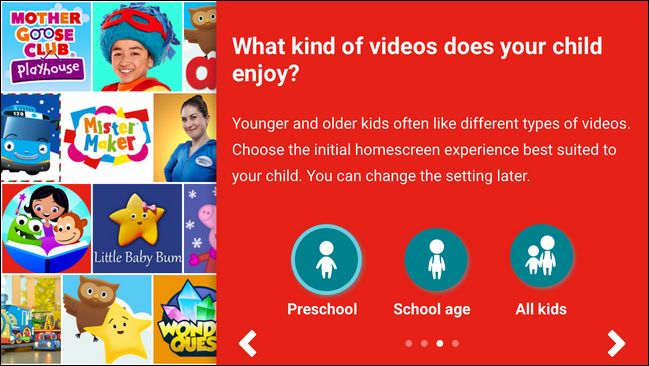 MOTHER
GOOSE
CLUB
Playhouse
What kind of videos does your child
enjoy?
Younger and older kids often like different types of videos.
Choose the initial homescreen experience best suited to
your child. You can change the setting later.
120
Mister
Maker
Little Baby Bum
Preschool
School age
All kids